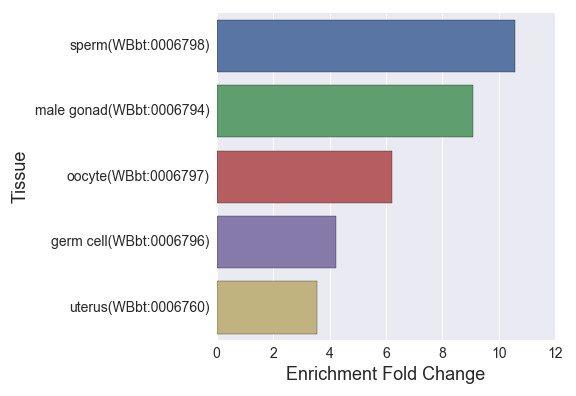 sperm(WBbt:0006798)
male gonad(WBbt:0006794)
oocyte(WBbt:0006797)
germ cell(WBbt:0006796)
uterus(WBbt:0006760)
Tissue
0 2 4 6 8 10 12
Enrichment Fold Change